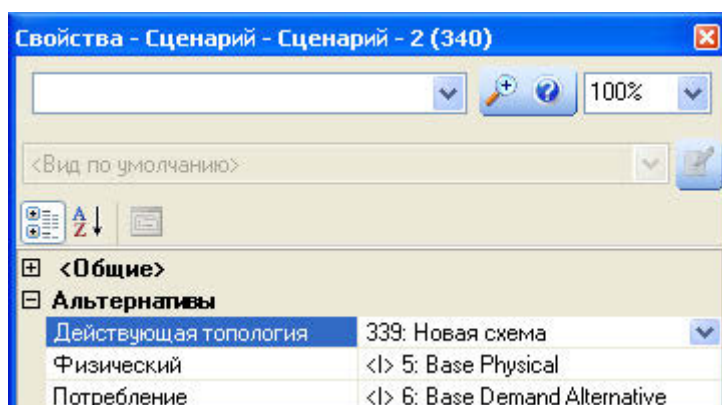 Свойства - Сценарий - Сценарий - 2 (340)
100%
<Вид по умолчанию>
A
Z
<Общие>
Альтернативы
Действующая топология 339: Новая схема
Физический <I> 5: Base Physical
Потребление <I> 6: Base Demand Alternative